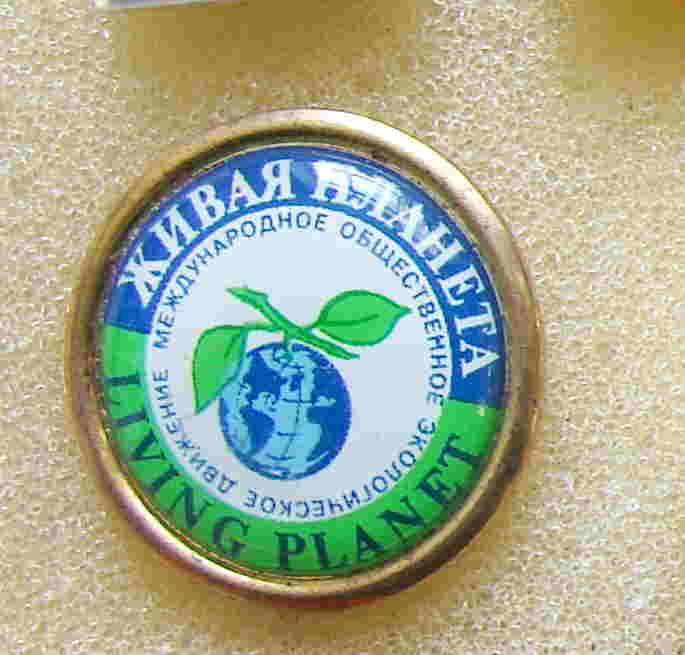 ЖИВАЯ ПЛАНЕТА
МЕЖДУНАРОДНОЕ ОБЩЕСТВЕННОЕ ЭКОЛОГИЧЕСКОЕ ДВИЖЕНИЕ
LIVING PLANET